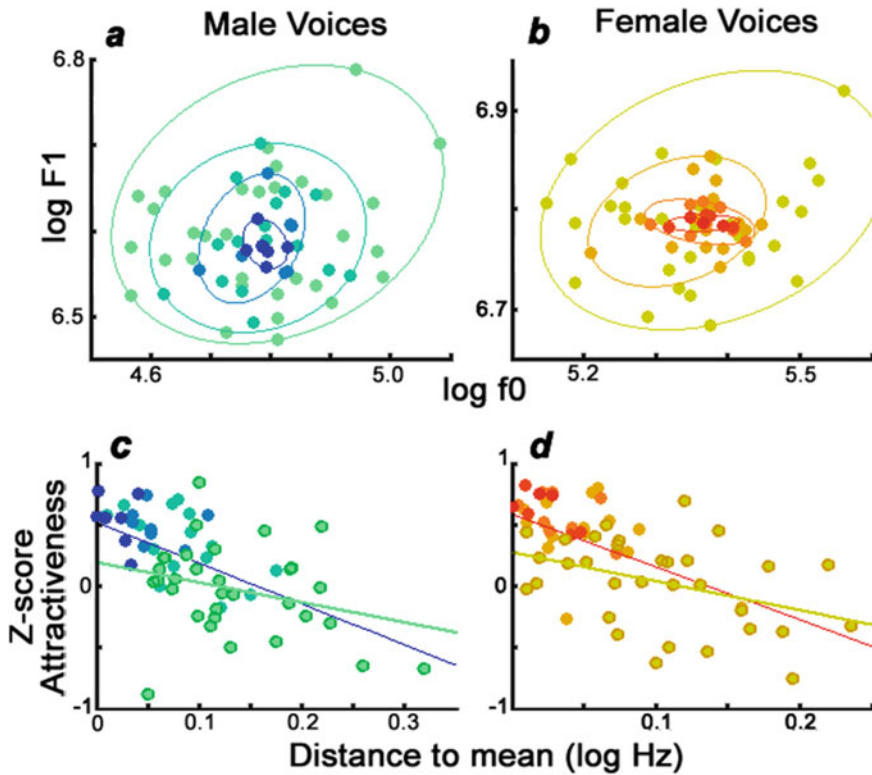 a Male Voices
b Female Voices
6.8
6.9
log F1
6.5
6.7
4.6 5.0
5.2 5.5
log f0
c
d
1
1
Z-score
Attractiveness
0
0
-1
-1
0 0.1 0.2 0.3
0.1 0.2
Distance to mean (log Hz)